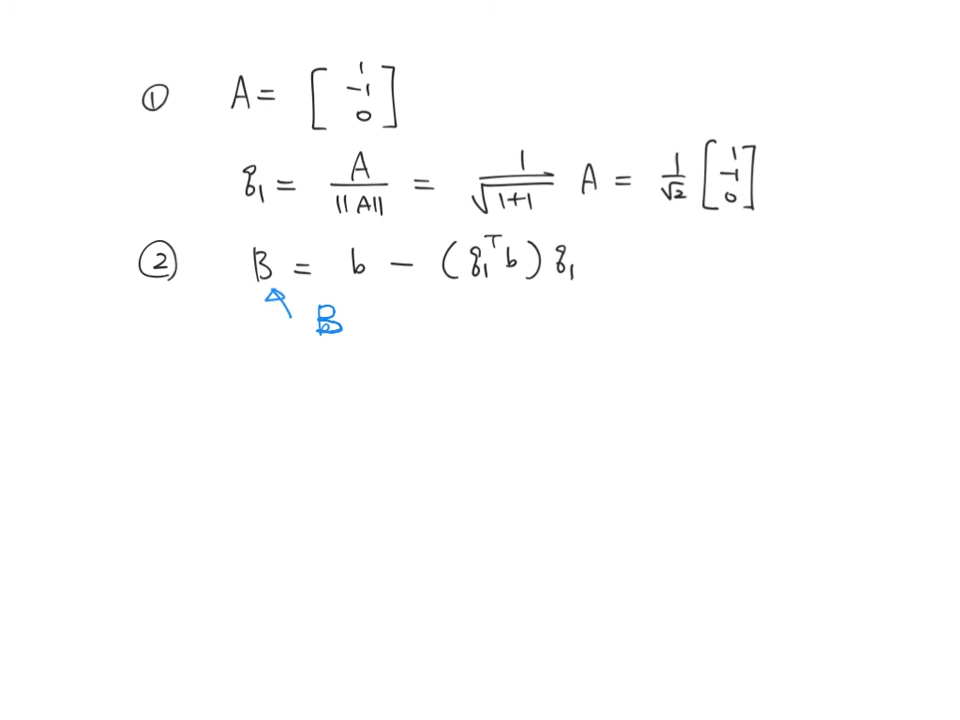 ① A = [ 1 -1 0 ]
q₁ = A / ||A|| = 1 / √(1+1) A = 1/√2 [ 1 -1 0 ]
② B = b − (q₁ᵀb) q₁
B